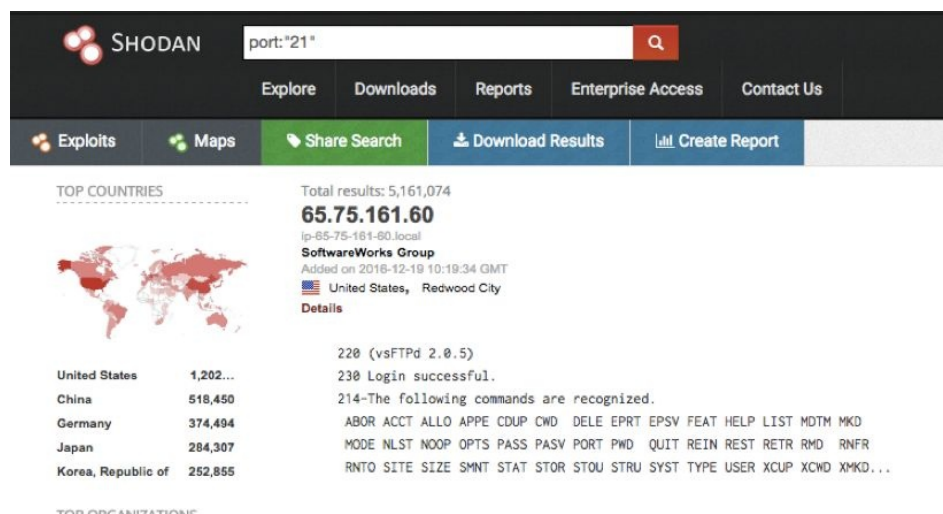 SHODAN
port:"21"
Explore Downloads Reports Enterprise Access Contact Us
Exploits Maps Share Search Download Results Create Report
TOP COUNTRIES
United States 1,202...
China 518,450
Germany 374,494
Japan 284,307
Korea, Republic of 252,855
TOP ORGANIZATIONS
Total results: 5,161,074
65.75.161.60
ip-65-75-161-60.local
SoftwareWorks Group
Added on 2016-12-19 10:19:34 GMT
United States, Redwood City
Details
220 (vsFTPd 2.0.5)
230 Login successful.
214-The following commands are recognized.
ABOR ACCT ALLO APPE CDUP CWD DELE EPRT EPSV FEAT HELP LIST MDTM MKD
MODE NLST NOOP OPTS PASS PASV PORT PWD QUIT REIN REST RETR RMD RNFR
RNTO SITE SIZE SMNT STAT STOR STOU STRU SYST TYPE USER XCUP XCWD XMKD...